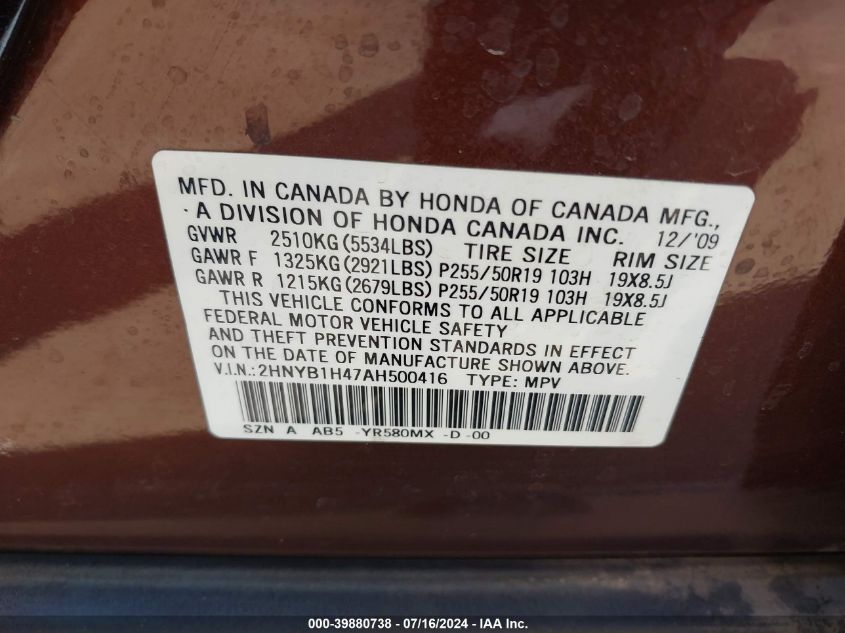 MFD. IN CANADA BY HONDA OF CANADA MFG.,
A DIVISION OF HONDA CANADA INC. 12/'09
GVWR 2510KG(5534LBS) TIRE SIZE RIM SIZE
GAWR F 1325KG(2921LBS) P255/50R19 103H 19X8.5J
GAWR R 1215KG(2679LBS) P255/50R19 103H 19X8.5J
THIS VEHICLE CONFORMS TO ALL APPLICABLE
FEDERAL MOTOR VEHICLE SAFETY
AND THEFT PREVENTION STANDARDS IN EFFECT
ON THE DATE OF MANUFACTURE SHOWN ABOVE.
V.I.N.:2HNYB1H47AH500416 TYPE: MPV
SZN A AB5 -YR580MX -D -00
000-39880738 - 07/16/2024 - IAA Inc.